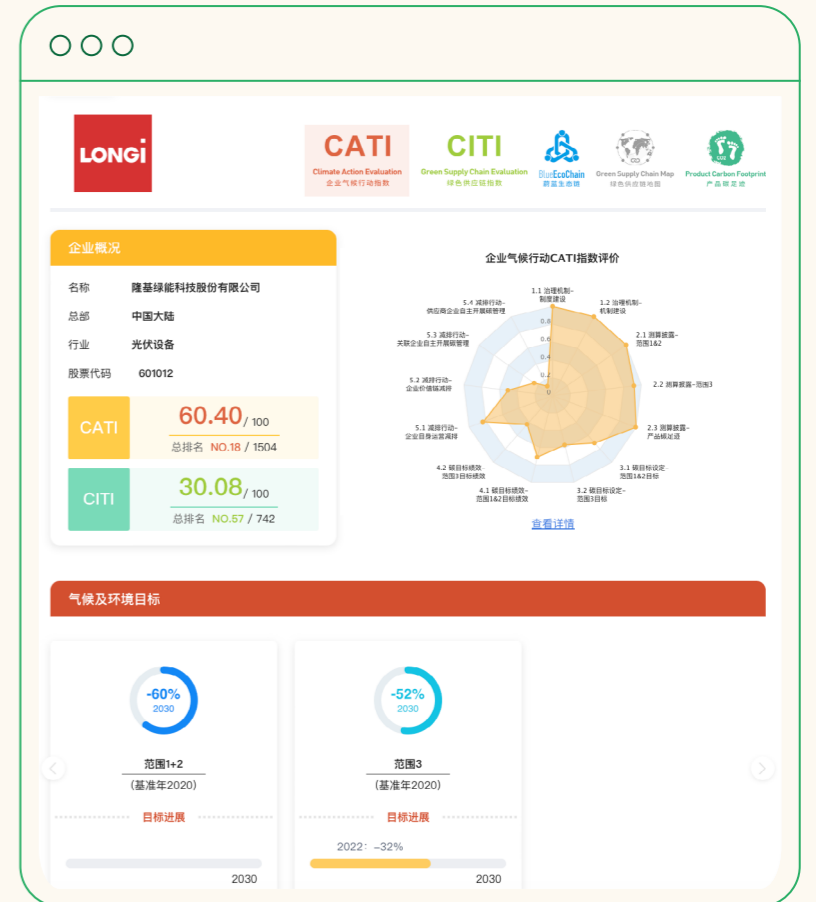 LONGi
CATI
Climate Action Evaluation
企业气候行动指数
CITI
Green Supply Chain Evaluation
绿色供应链指数
BlueEcoChain
蔚蓝生态链
Green Supply Chain Map
绿色供应链地图
CO2
Product Carbon Footprint
产品碳足迹
企业概况
名称 隆基绿能科技股份有限公司
总部 中国大陆
行业 光伏设备
股票代码 601012
CATI
60.40 / 100
总排名 NO.18 / 1504
CITI
30.08 / 100
总排名 NO.57 / 742
企业气候行动CATI指数评价
1.1 治理机制-
制度建设
1.2 治理机制-
机制建设
2.1 测算披露-
范围1&2
2.2 测算披露-范围3
2.3 测算披露-
产品碳足迹
3.1 碳目标设定-
范围1&2目标
3.2 碳目标设定-
范围3目标
4.1 碳目标绩效-
范围1&2目标绩效
4.2 碳目标绩效-
范围3目标绩效
5.1 减排行动-
企业自身运营减排
5.2 减排行动-
企业价值链减排
5.3 减排行动-
关联企业自主开展碳管理
5.4 减排行动-
供应商企业自主开展碳管理
0.8
0.6
0.4
0.2
0
查看详情
气候及环境目标
-60%
2030
范围1+2
(基准年2020)
目标进展
2030
-52%
2030
范围3
(基准年2020)
目标进展
2022: -32%
2030